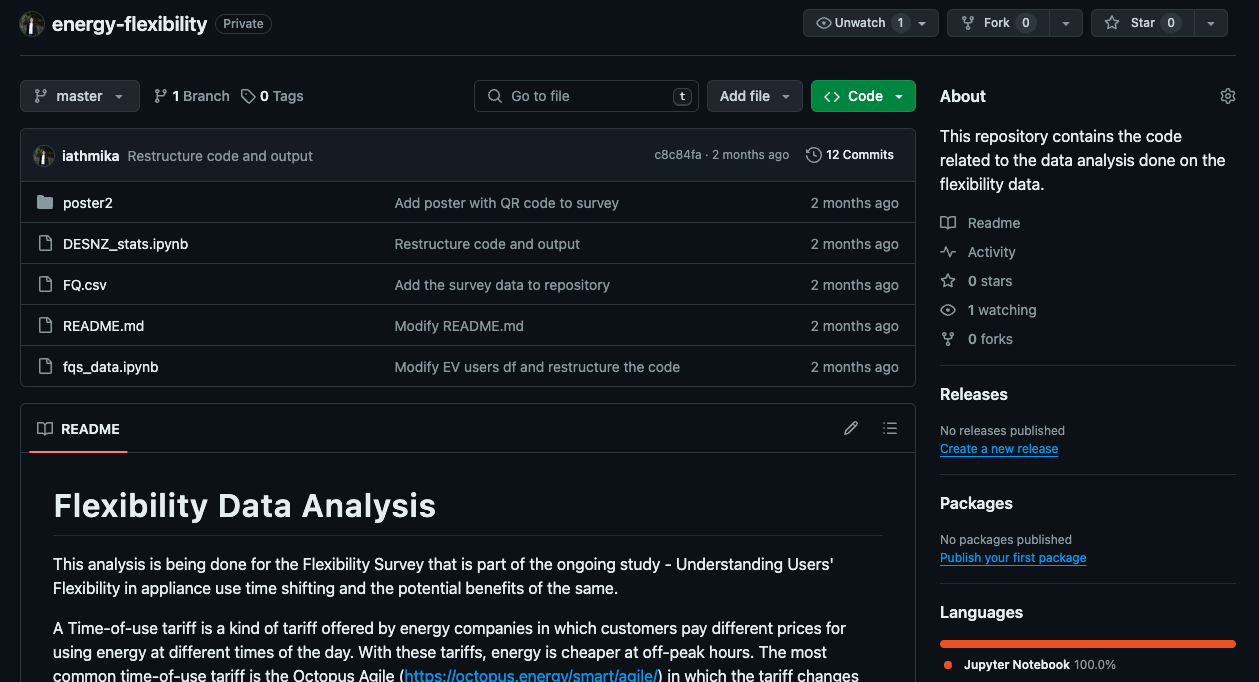 energy-flexibility Private Unwatch 1 Fork 0 Star 0
master 1 Branch 0 Tags Go to file t Add file Code
iathmika Restructure code and output c8c84fa · 2 months ago 12 Commits
poster2 Add poster with QR code to survey 2 months ago
DESNZ_stats.ipynb Restructure code and output 2 months ago
FQ.csv Add the survey data to repository 2 months ago
README.md Modify README.md 2 months ago
fqs_data.ipynb Modify EV users df and restructure the code 2 months ago
README
Flexibility Data Analysis
This analysis is being done for the Flexibility Survey that is part of the ongoing study - Understanding Users'
Flexibility in appliance use time shifting and the potential benefits of the same.
A Time-of-use tariff is a kind of tariff offered by energy companies in which customers pay different prices for
using energy at different times of the day. With these tariffs, energy is cheaper at off-peak hours. The most
common time-of-use tariff is the Octopus Agile (https://octopus.energy/smart/agile/) in which the tariff changes
About
This repository contains the code
related to the data analysis done on the
flexibility data.
Readme
Activity
0 stars
1 watching
0 forks
Releases
No releases published
Create a new release
Packages
No packages published
Publish your first package
Languages
Jupyter Notebook 100.0%